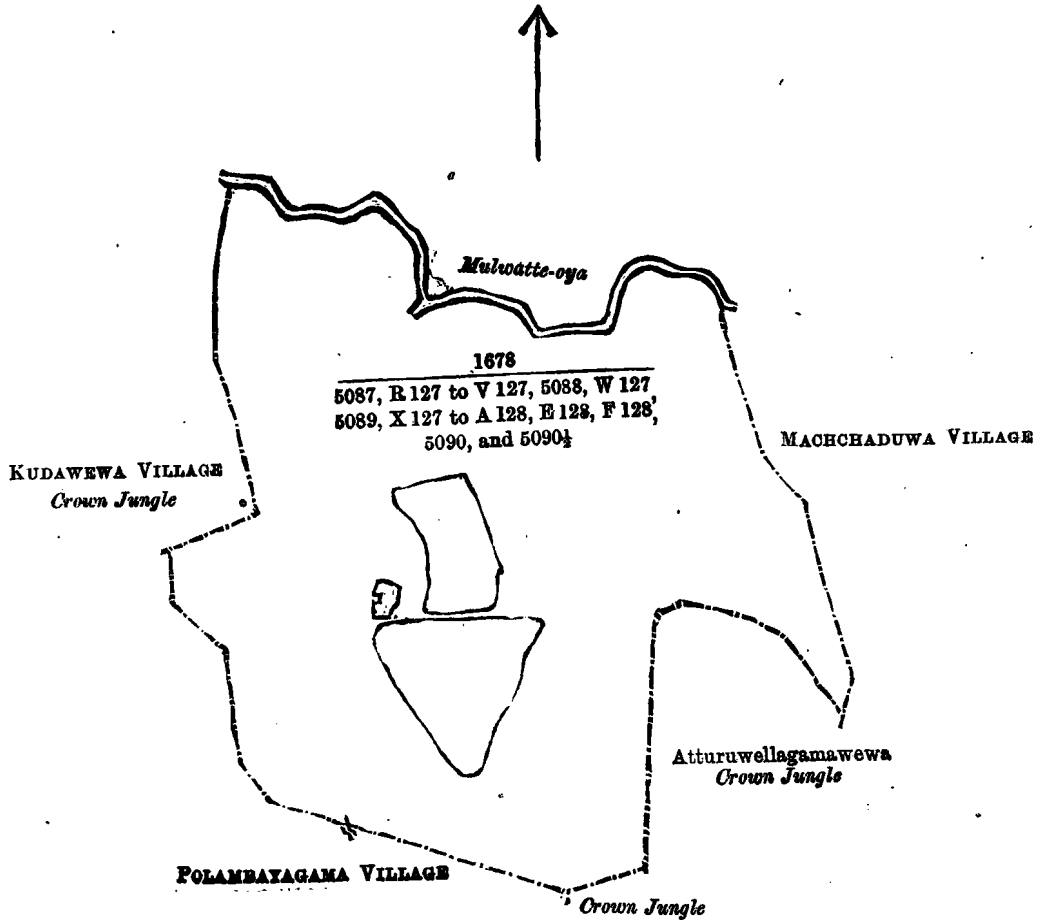 Mulwatte-oya
1678
5087, R 127 to V 127, 5088, W 127,
5089, X 127 to A 128, E 128, F 128,
5090, and 5090½
MACHCHADUWA VILLAGE
KUDAWEWA VILLAGE
Crown Jungle
Atturuwellagamawewa
Crown Jungle
POLAMBAYAGAMA VILLAGE
Crown Jungle